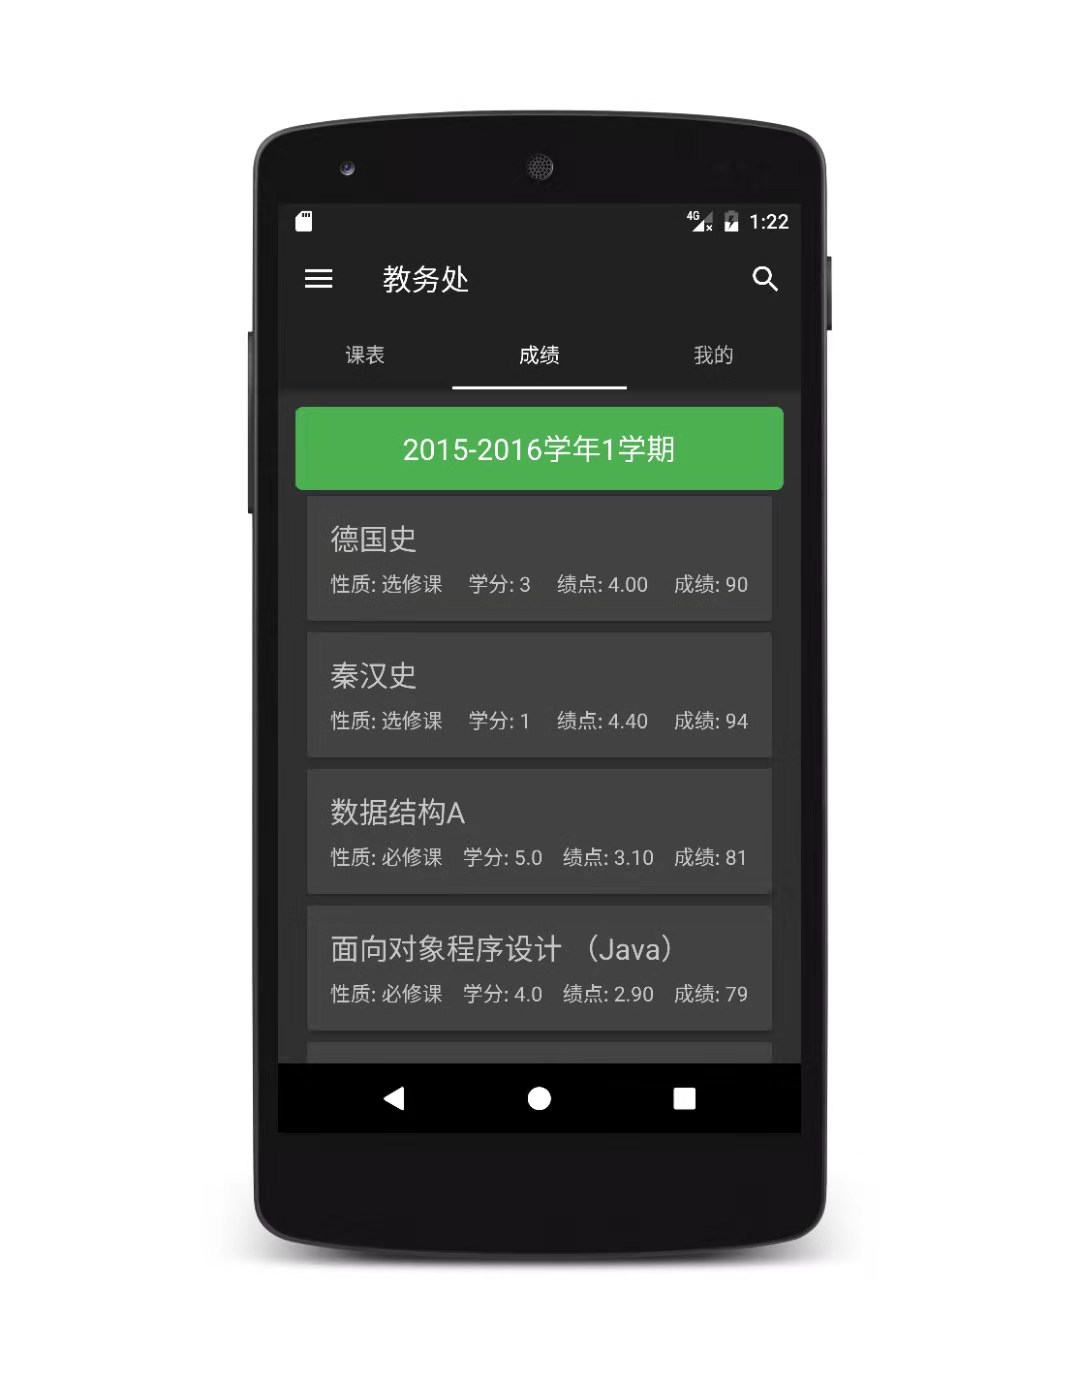 4G 1:22
教务处
课表 成绩 我的
2015-2016学年1学期
德国史
性质: 选修课 学分: 3 绩点: 4.00 成绩: 90
秦汉史
性质: 选修课 学分: 1 绩点: 4.40 成绩: 94
数据结构A
性质: 必修课 学分: 5.0 绩点: 3.10 成绩: 81
面向对象程序设计 （Java）
性质: 必修课 学分: 4.0 绩点: 2.90 成绩: 79